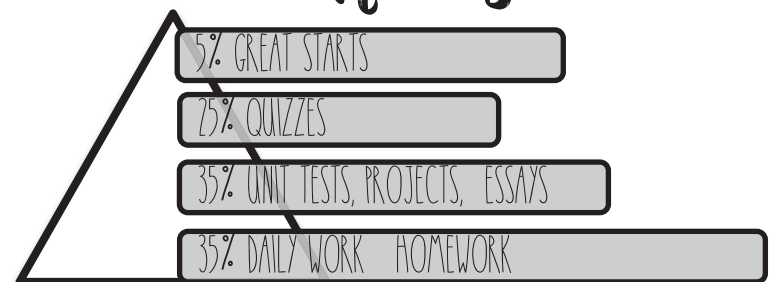 5% GREAT STARTS
25% QUIZZES
35% UNIT TESTS, PROJECTS, ESSAYS
35% DAILY WORK HOMEWORK